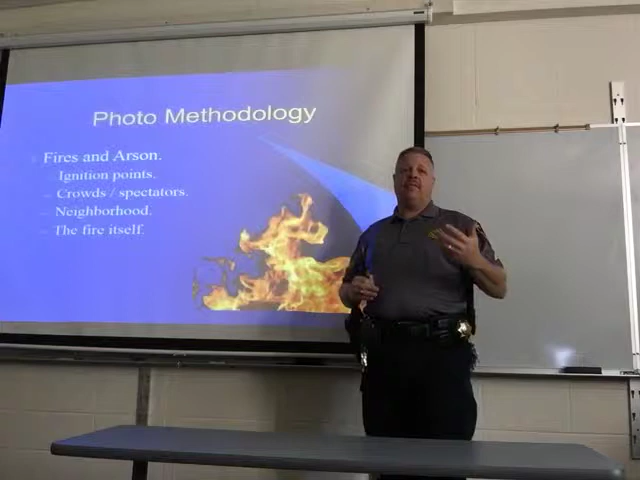 Photo Methodology
Fires and Arson.
Ignition points.
Crowds / spectators.
Neighborhood.
The fire itself.